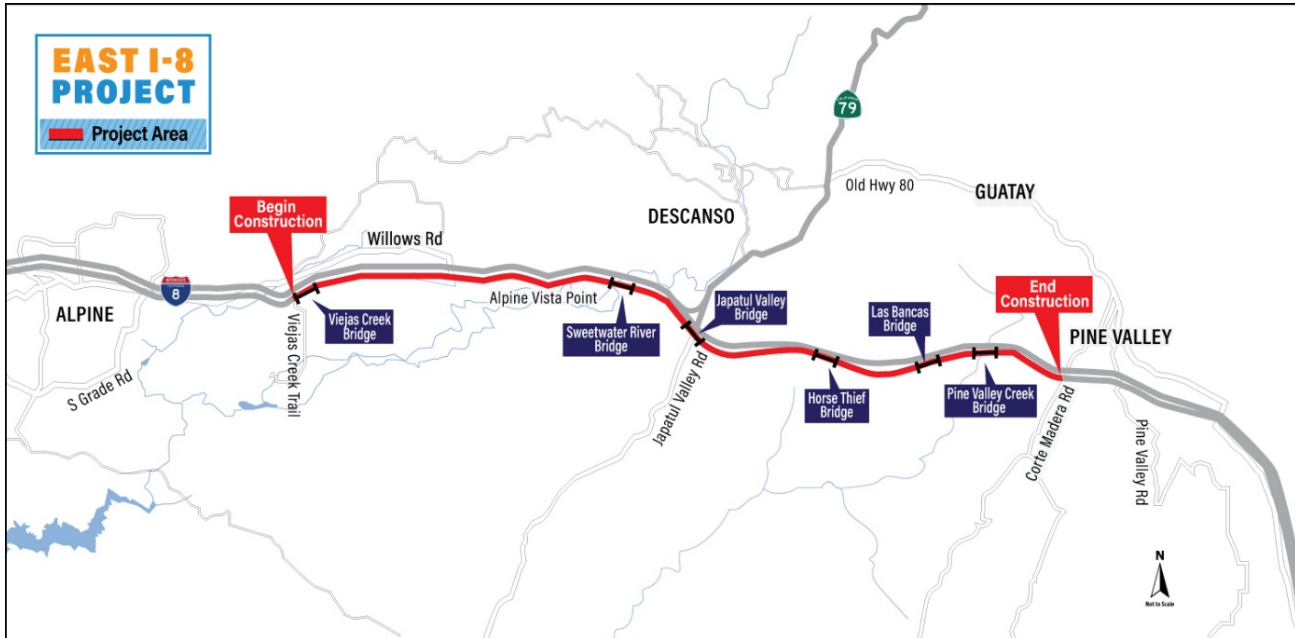 EAST I-8
PROJECT
Project Area
CALIFORNIA
79
Old Hwy 80
GUATAY
DESCANSO
Begin
Construction
Willows Rd
INTERSTATE
8
ALPINE
Viejas Creek
Bridge
Alpine Vista Point
Sweetwater River
Bridge
Japatul Valley
Bridge
Las Bancas
Bridge
End
Construction
PINE VALLEY
S Grade Rd
Viejas Creek Trail
Japatul Valley Rd
Horse Thief
Bridge
Pine Valley Creek
Bridge
Corte Madera Rd
Pine Valley Rd
N
Not to Scale